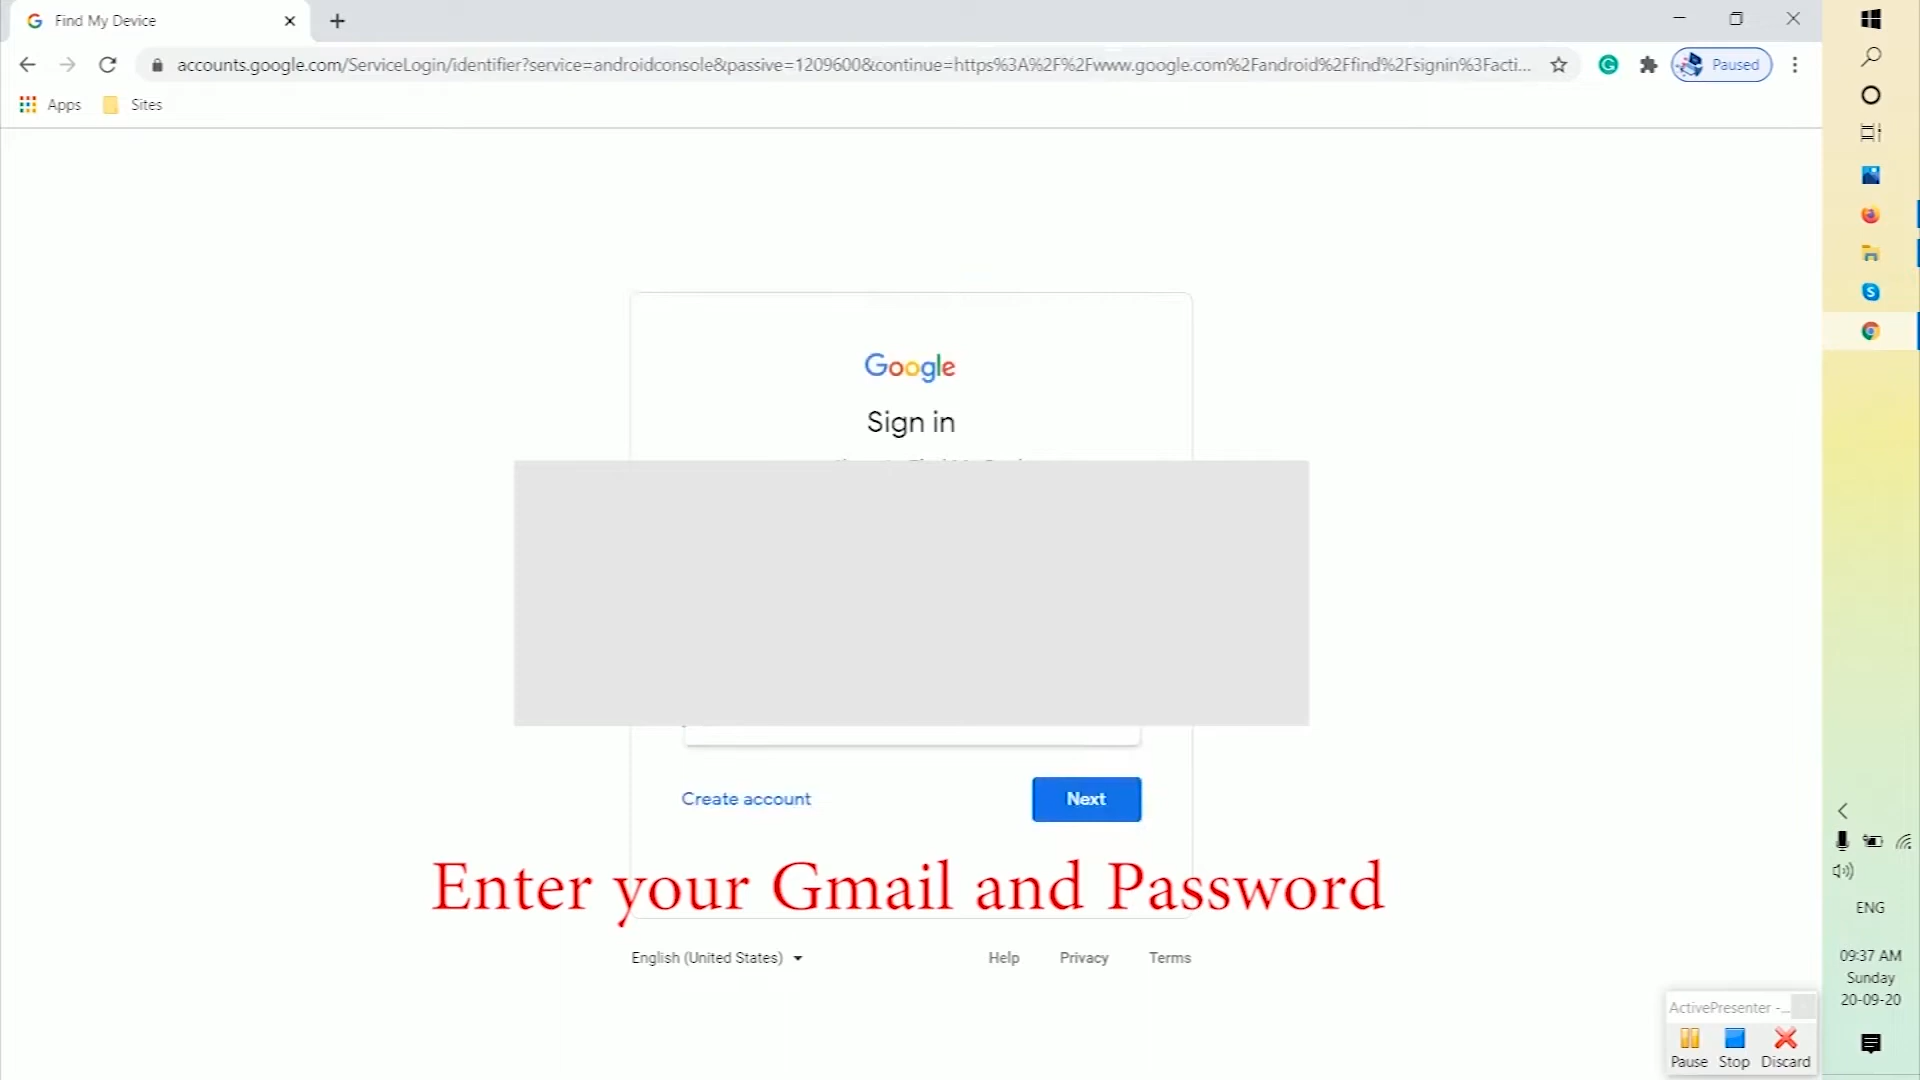 Find My Device
accounts.google.com/ServiceLogin/identifier?service=androidconsole&passive=1209600&continue=https%3A%2F%2Fwww.google.com%2Fandroid%2Ffind%2Fsignin%3Facti...
Paused
Apps
Sites
Google
Sign in
Create account
Next
Enter your Gmail and Password
English (United States)
Help
Privacy
Terms
ENG
09:37 AM
Sunday
20-09-20
ActivePresenter -...
Pause
Stop
Discard